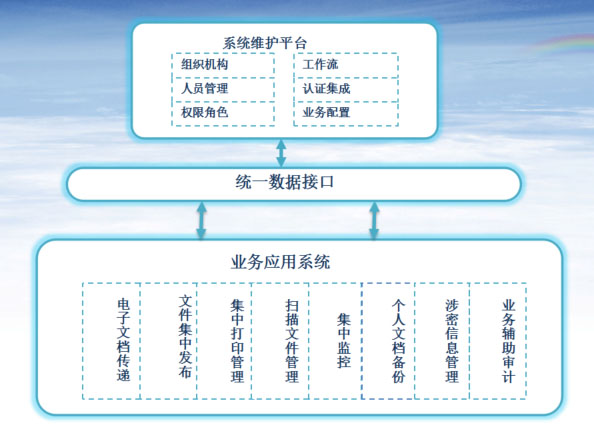 系统维护平台
组织机构
工作流
人员管理
认证集成
权限角色
业务配置
统一数据接口
业务应用系统
电子文档传递
文件集中发布
集中打印管理
扫描文件管理
集中监控
个人文档备份
涉密信息管理
业务辅助审计